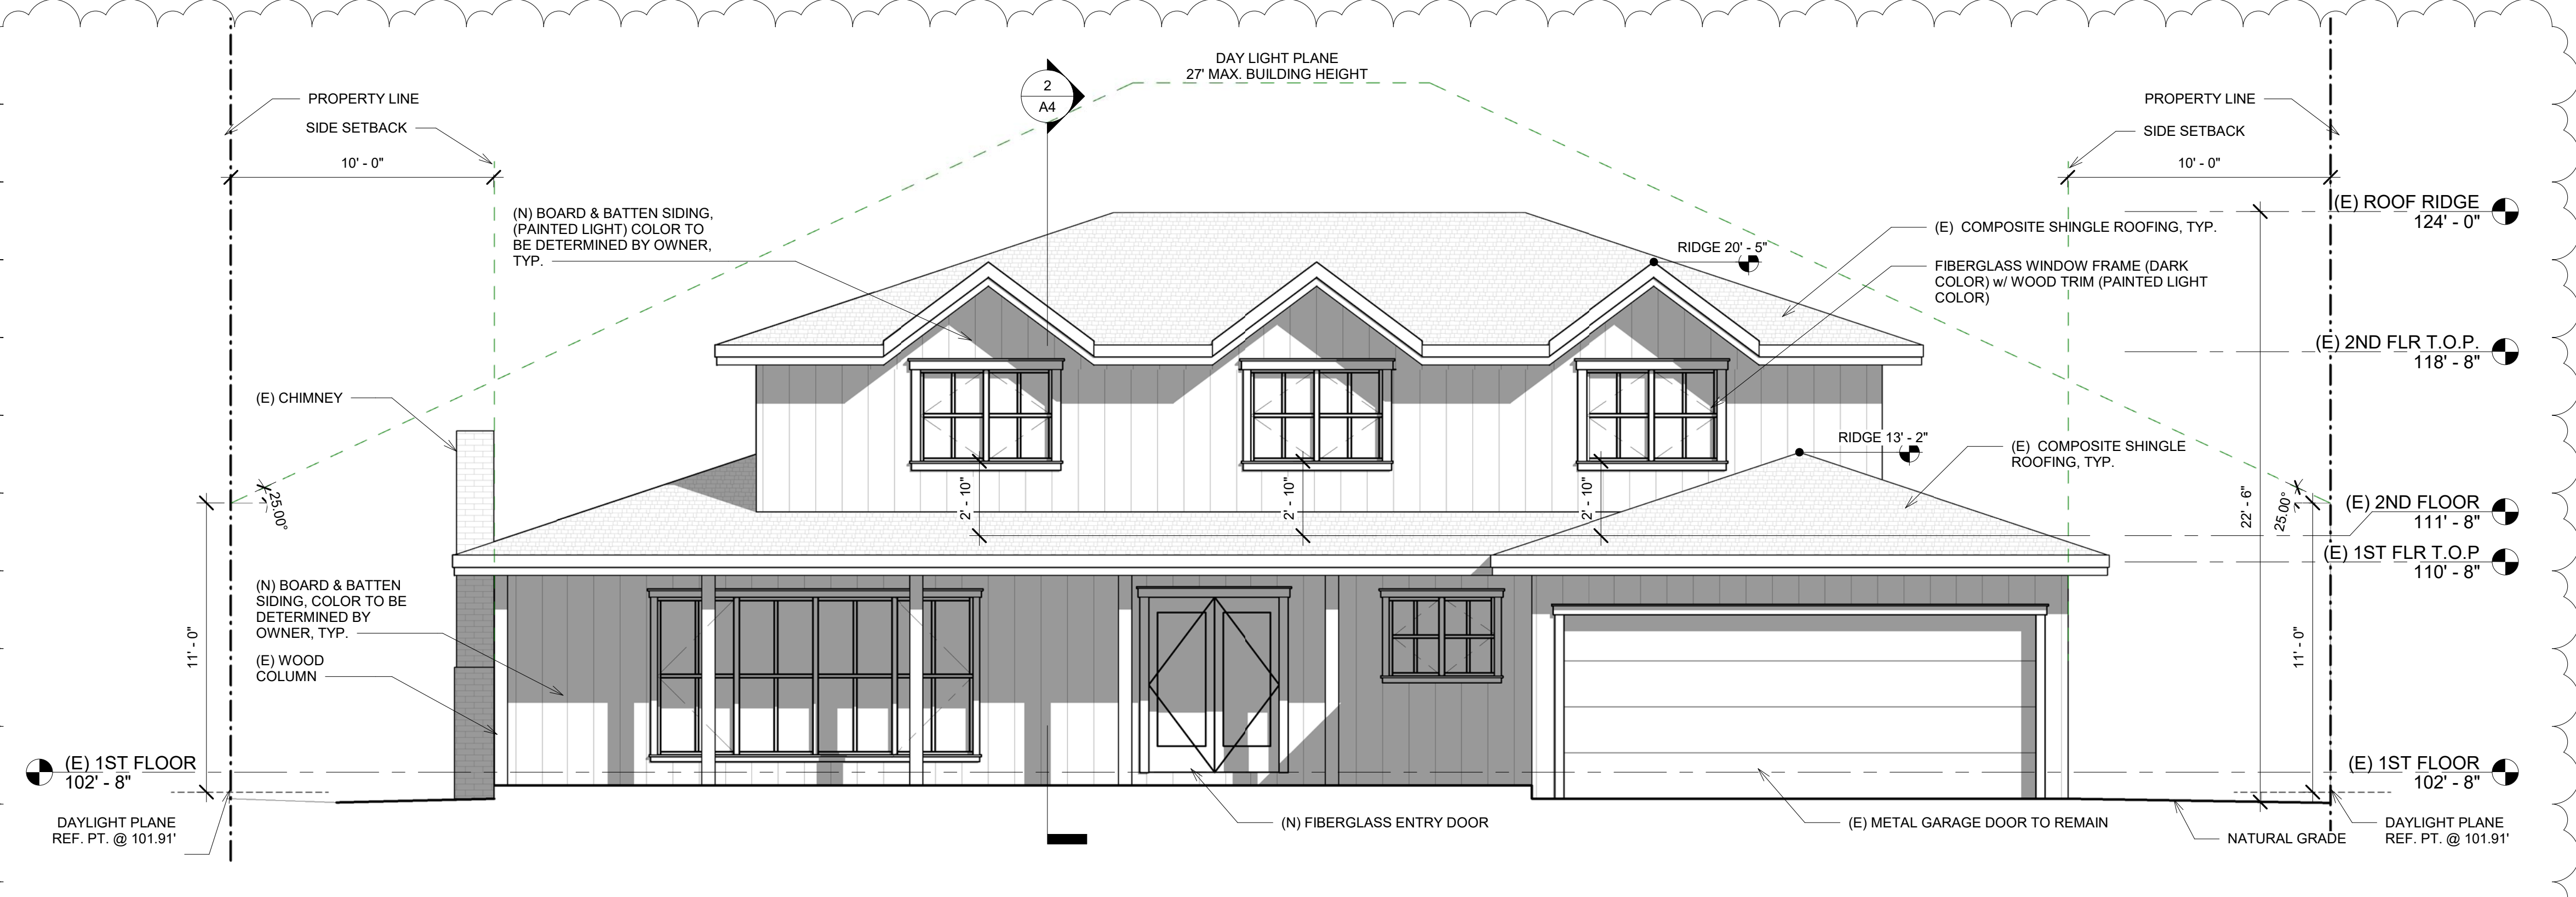 DAY LIGHT PLANE
27' MAX. BUILDING HEIGHT
2
A4
PROPERTY LINE
SIDE SETBACK
10' - 0"
PROPERTY LINE
SIDE SETBACK
10' - 0"
(N) BOARD & BATTEN SIDING,
(PAINTED LIGHT) COLOR TO
BE DETERMINED BY OWNER,
TYP.
(E) ROOF RIDGE
124' - 0"
(E) COMPOSITE SHINGLE ROOFING, TYP.
RIDGE 20' - 5"
FIBERGLASS WINDOW FRAME (DARK
COLOR) w/ WOOD TRIM (PAINTED LIGHT
COLOR)
(E) 2ND FLR T.O.P.
118' - 8"
(E) CHIMNEY
RIDGE 13' - 2"
(E) COMPOSITE SHINGLE
ROOFING, TYP.
25.00°
2' - 10"
2' - 10"
2' - 10"
22' - 6"
25.00°
(E) 2ND FLOOR
111' - 8"
(E) 1ST FLR T.O.P
110' - 8"
(N) BOARD & BATTEN
SIDING, COLOR TO BE
DETERMINED BY
OWNER, TYP.
11' - 0"
(E) WOOD
COLUMN
11' - 0"
(E) 1ST FLOOR
102' - 8"
(E) 1ST FLOOR
102' - 8"
DAYLIGHT PLANE
REF. PT. @ 101.91'
(N) FIBERGLASS ENTRY DOOR
(E) METAL GARAGE DOOR TO REMAIN
NATURAL GRADE
DAYLIGHT PLANE
REF. PT. @ 101.91'